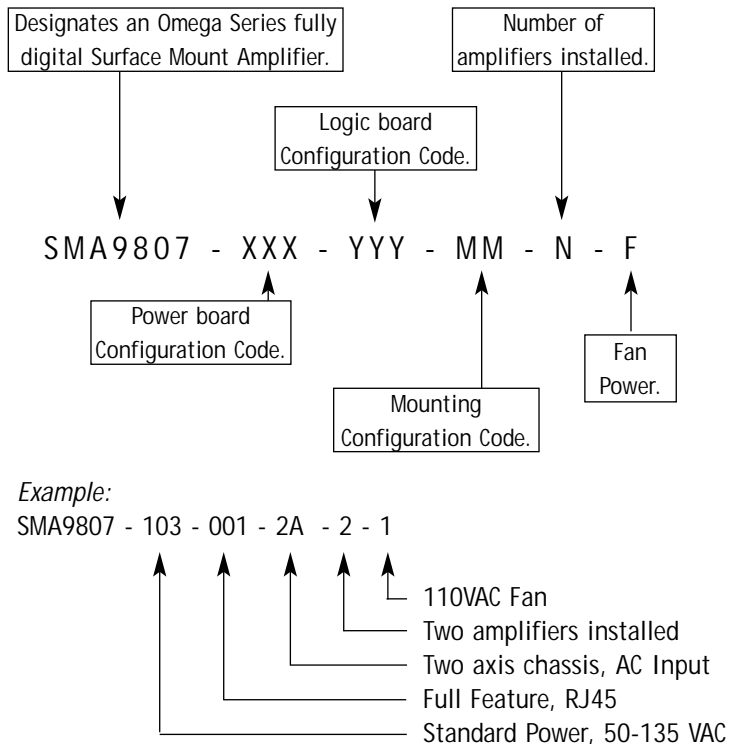 Designates an Omega Series fully
digital Surface Mount Amplifier.
Number of
amplifiers installed.
Logic board
Configuration Code.
SMA9807 - XXX - YYY - MM - N - F
Power board
Configuration Code.
Fan
Power.
Mounting
Configuration Code.
Example:
SMA9807 - 103 - 001 - 2A - 2 - 1
110VAC Fan
Two amplifiers installed
Two axis chassis, AC Input
Full Feature, RJ45
Standard Power, 50-135 VAC